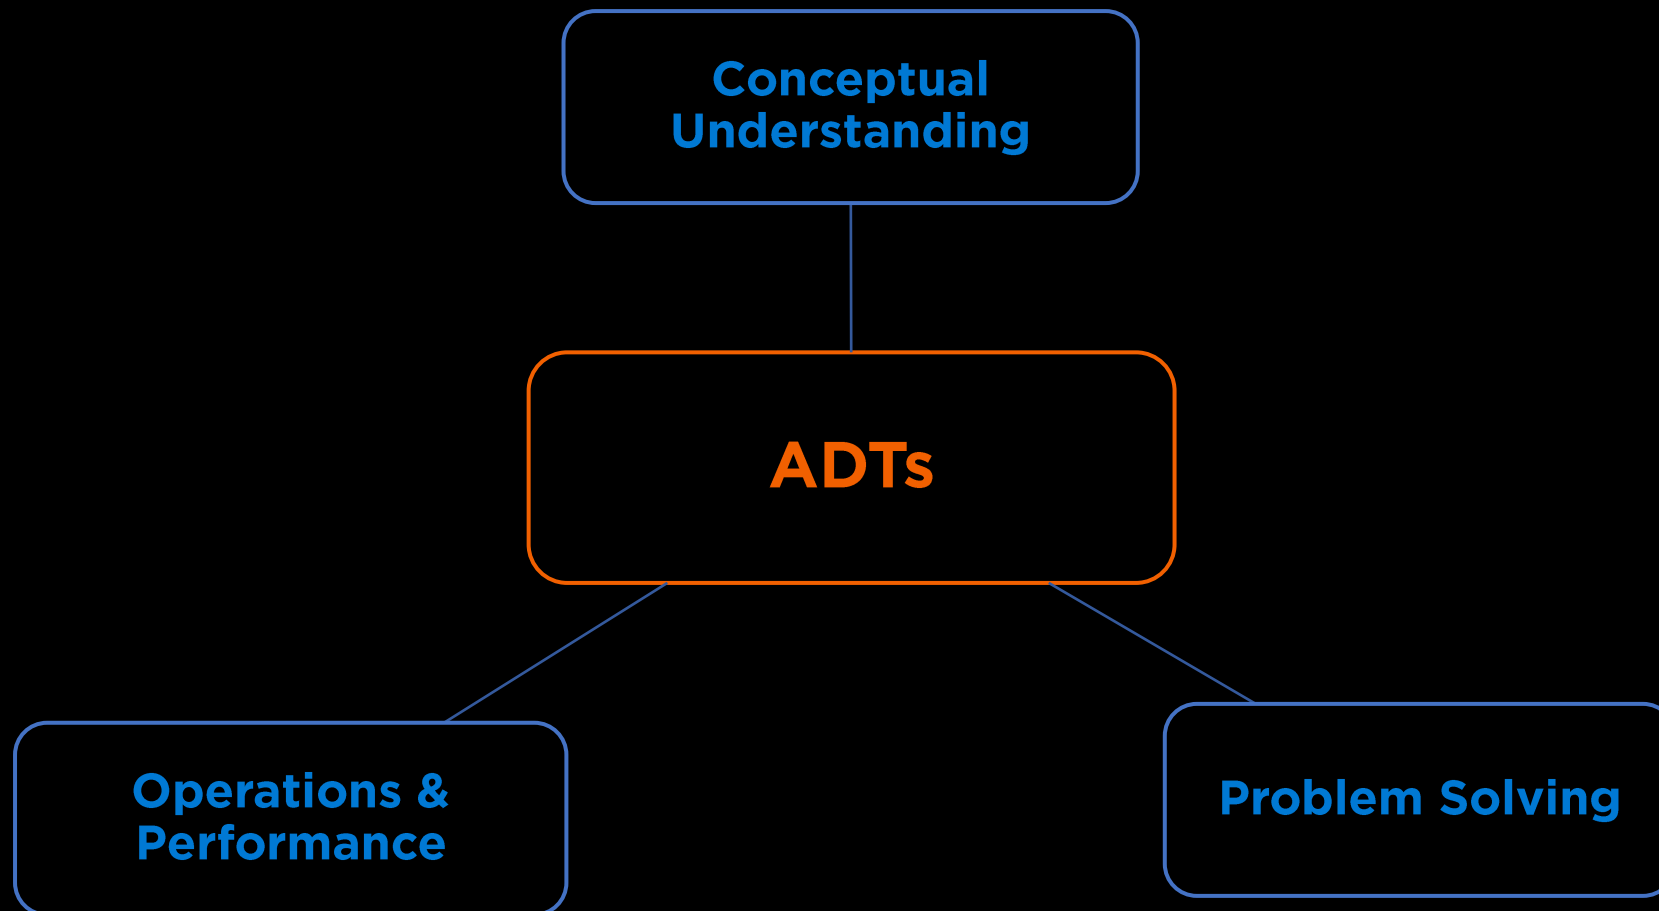 Conceptual
Understanding
ADTs
Operations &
Performance
Problem Solving